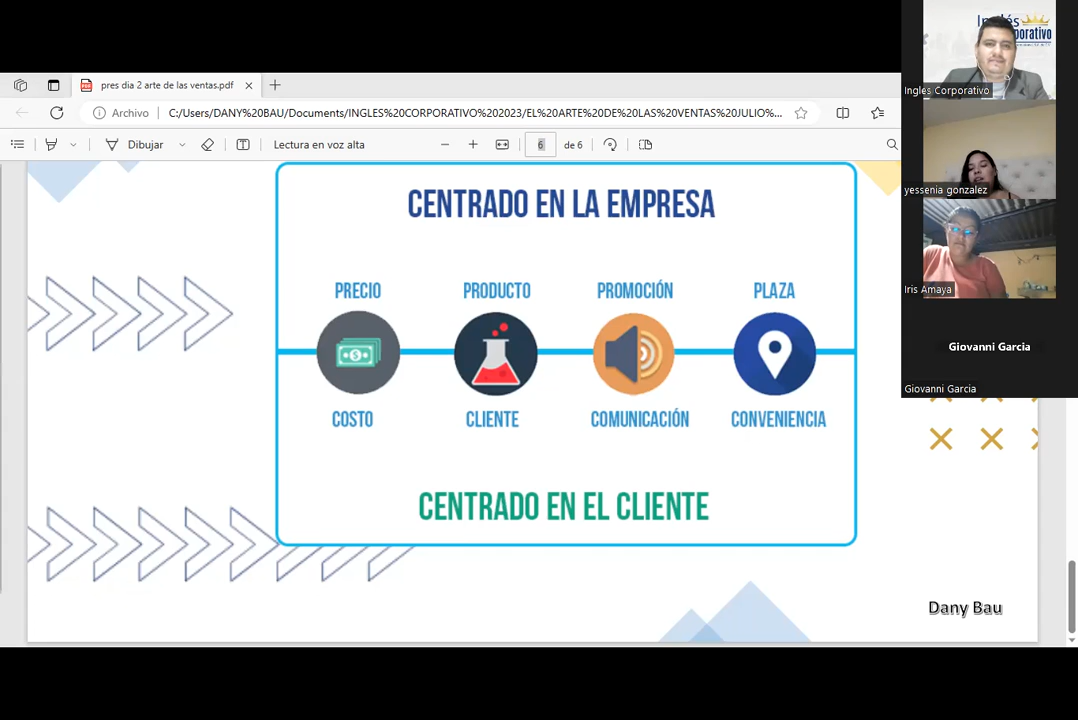 pres dia 2 arte de las ventas.pdf
Archivo
C:/Users/DANY%20BAU/Documents/INGLES%20CORPORATIVO%202023/EL%20ARTE%20DE%20LAS%20VENTAS%20JULIO%...
Dibujar
Lectura en voz alta
6
de 6
CENTRADO EN LA EMPRESA
PRECIO
PRODUCTO
PROMOCIÓN
PLAZA
COSTO
CLIENTE
COMUNICACIÓN
CONVENIENCIA
CENTRADO EN EL CLIENTE
Dany Bau
Ingles Corporativo
yessenia gonzalez
Iris Amaya
Giovanni Garcia
Giovanni Garcia